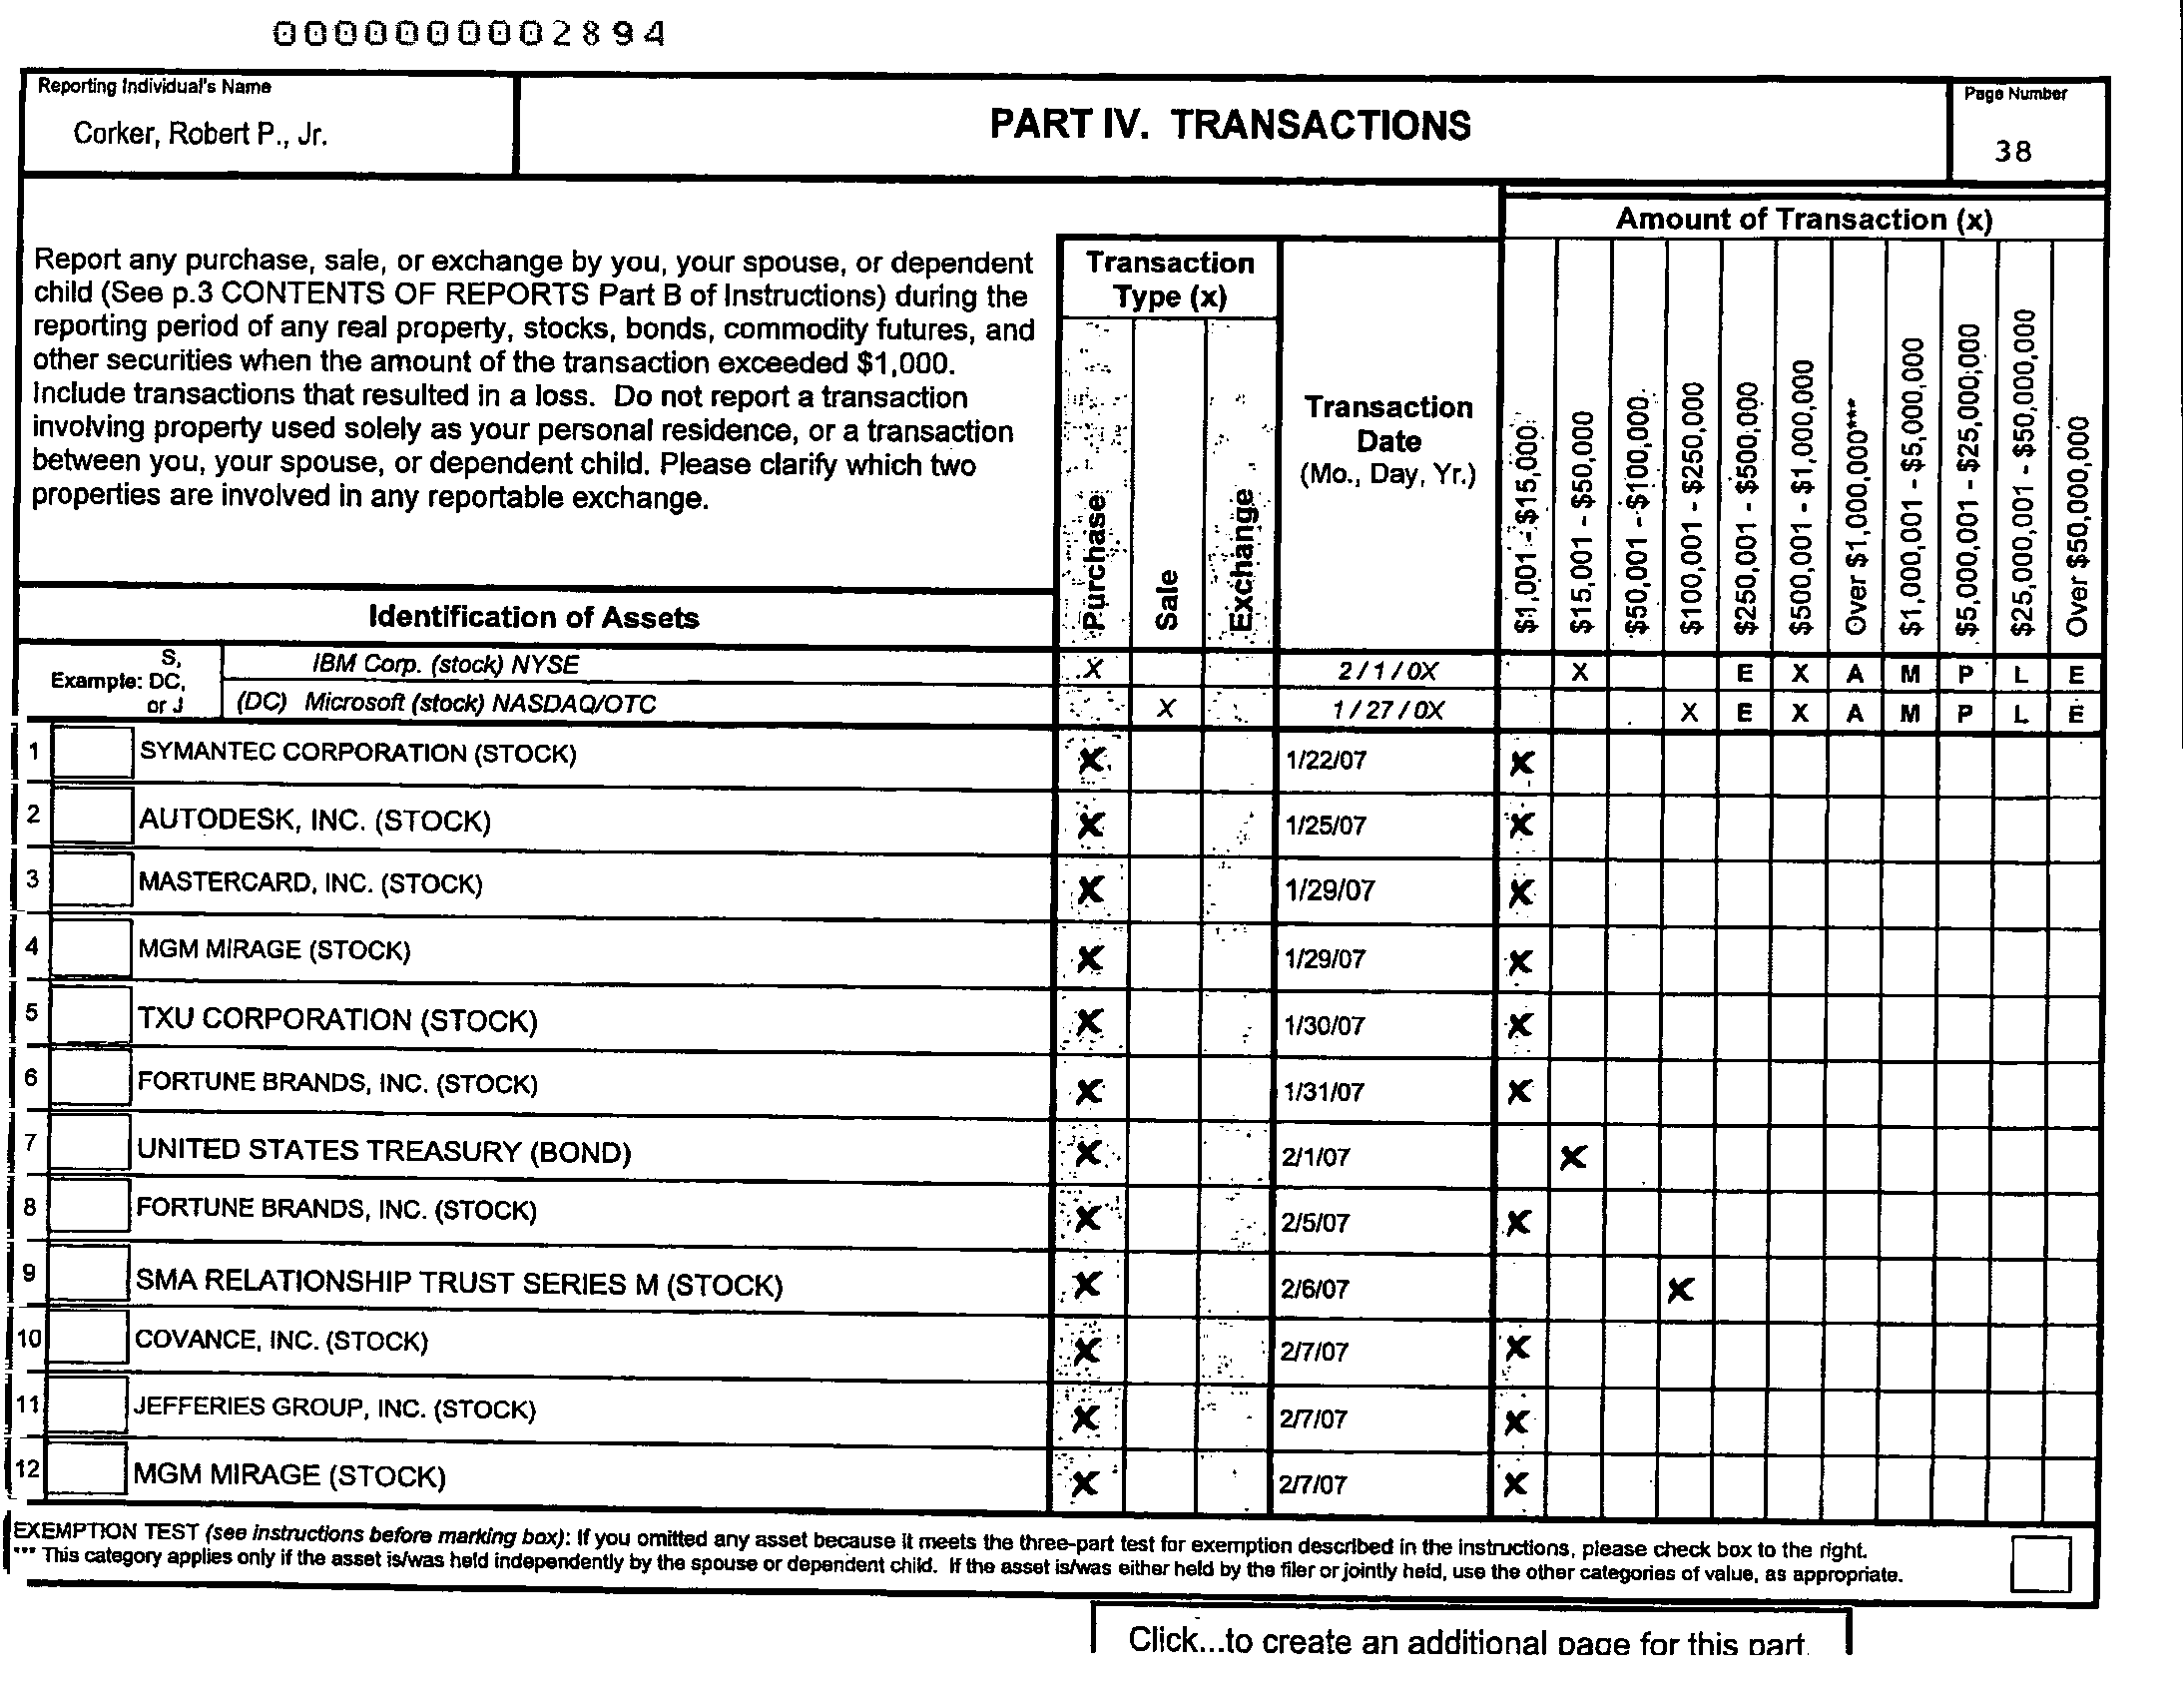 0000000002894
Reporting Individual's Name
Corker, Robert P., Jr.
PART IV. TRANSACTIONS
Page Number
38
Amount of Transaction (x)
Report any purchase, sale, or exchange by you, your spouse, or dependent
child (See p.3 CONTENTS OF REPORTS Part B of Instructions) during the
reporting period of any real property, stocks, bonds, commodity futures, and
other securities when the amount of the transaction exceeded $1,000.
Include transactions that resulted in a loss. Do not report a transaction
involving property used solely as your personal residence, or a transaction
between you, your spouse, or dependent child. Please clarify which two
properties are involved in any reportable exchange.
Transaction
Type (x)
Purchase
Sale
Exchange
Transaction
Date
(Mo., Day, Yr.)
$1,001 - $15,000
$15,001 - $50,000
$50,001 - $100,000
$100,001 - $250,000
$250,001 - $500,000
$500,001 - $1,000,000
Over $1,000,000***
$1,000,001 - $5,000,000
$5,000,001 - $25,000,000
$25,000,001 - $50,000,000
Over $50,000,000
Identification of Assets
S,
Example: DC,
or J
IBM Corp. (stock) NYSE X 2 / 1 / 0X X E X A M P L E
(DC) Microsoft (stock) NASDAQ/OTC X 1 / 27 / 0X X E X A M P L E
1 SYMANTEC CORPORATION (STOCK) X 1/22/07 X
2 AUTODESK, INC. (STOCK) X 1/25/07 X
3 MASTERCARD, INC. (STOCK) X 1/29/07 X
4 MGM MIRAGE (STOCK) X 1/29/07 X
5 TXU CORPORATION (STOCK) X 1/30/07 X
6 FORTUNE BRANDS, INC. (STOCK) X 1/31/07 X
7 UNITED STATES TREASURY (BOND) X 2/1/07 X
8 FORTUNE BRANDS, INC. (STOCK) X 2/5/07 X
9 SMA RELATIONSHIP TRUST SERIES M (STOCK) X 2/6/07 X
10 COVANCE, INC. (STOCK) X 2/7/07 X
11 JEFFERIES GROUP, INC. (STOCK) X 2/7/07 X
12 MGM MIRAGE (STOCK) X 2/7/07 X
EXEMPTION TEST (see instructions before marking box): If you omitted any asset because it meets the three-part test for exemption described in the instructions, please check box to the right.
*** This category applies only if the asset is/was held independently by the spouse or dependent child. If the asset is/was either held by the filer or jointly held, use the other categories of value, as appropriate.
Click...to create an additional page for this part.